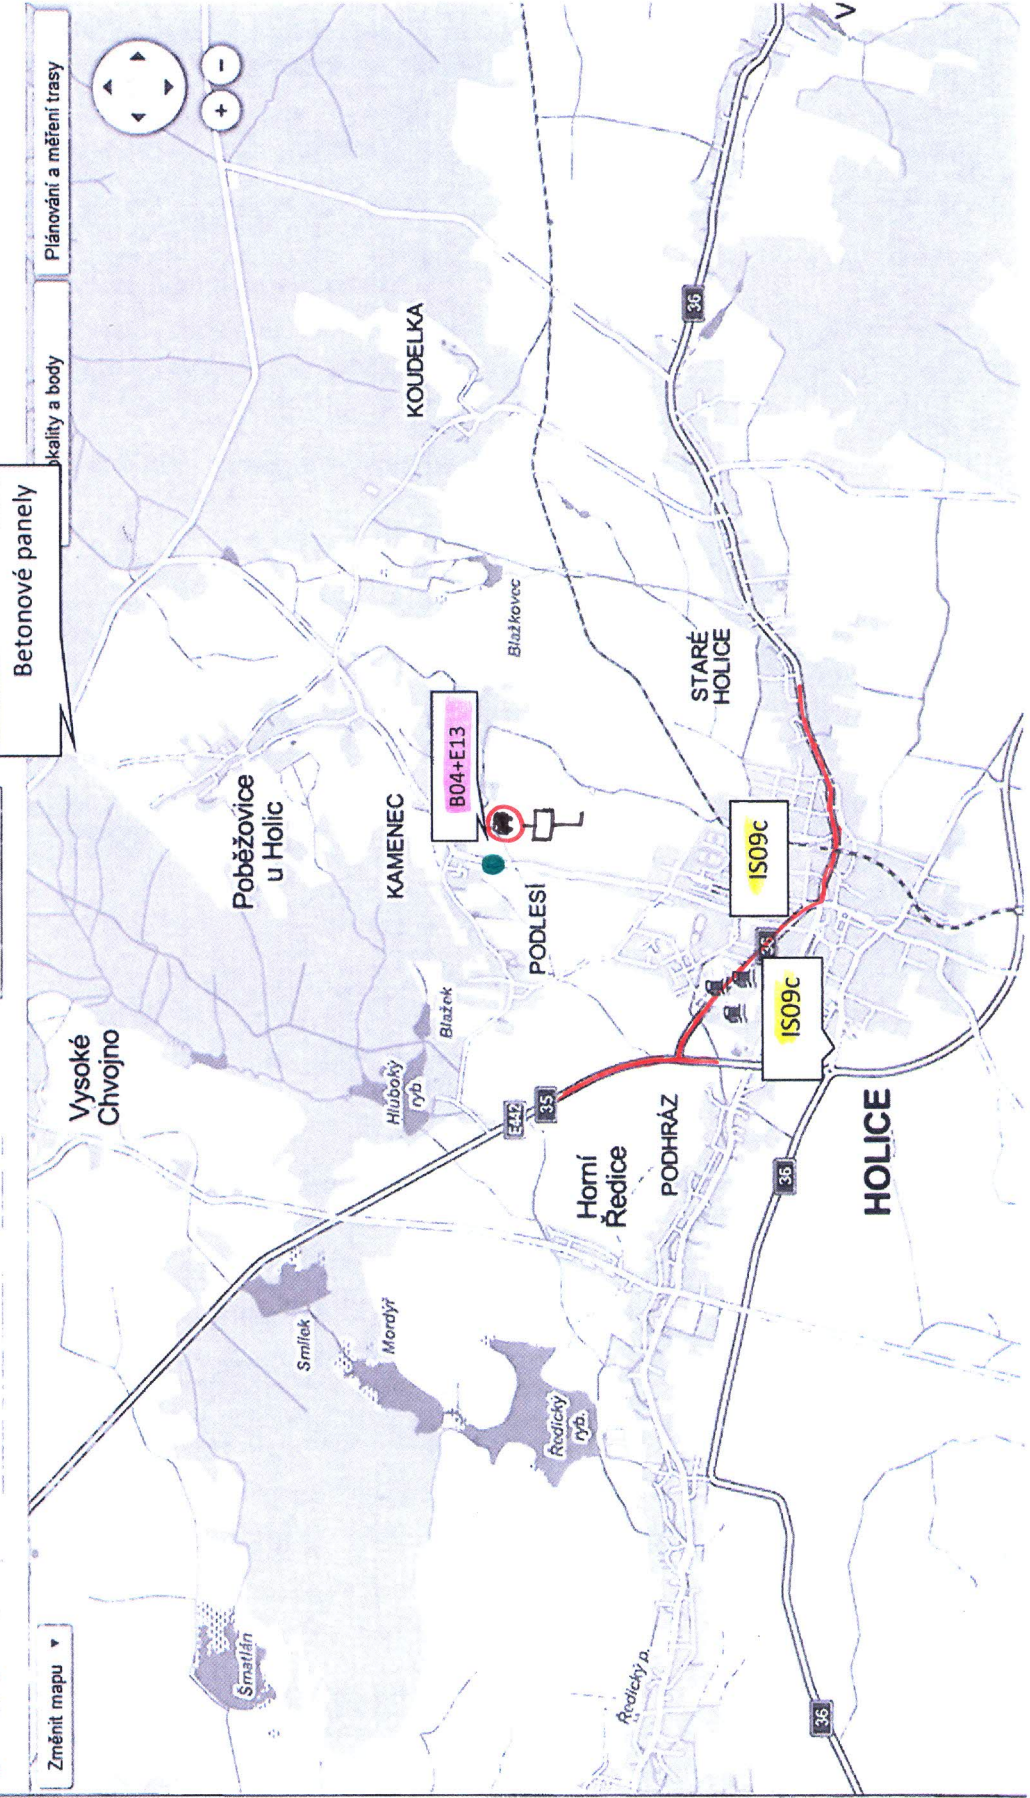 Betonové panely
Změnit mapu
okality a body
Plánování a měření trasy
Vysoké
Chvojno
Poběžovice
u Holic
KAMENEC
KOUDELKA
B04+E13
Šmatlán
Smilek
Mordýř
Hluboký
ryb.
Blažek
Blažkovec
E442
35
PODLESÍ
Ředický
ryb.
Horní
Ředice
PODHRÁZ
STARÉ
HOLICE
IS09c
IS09c
36
36
36
Ředický p.
HOLICE
V